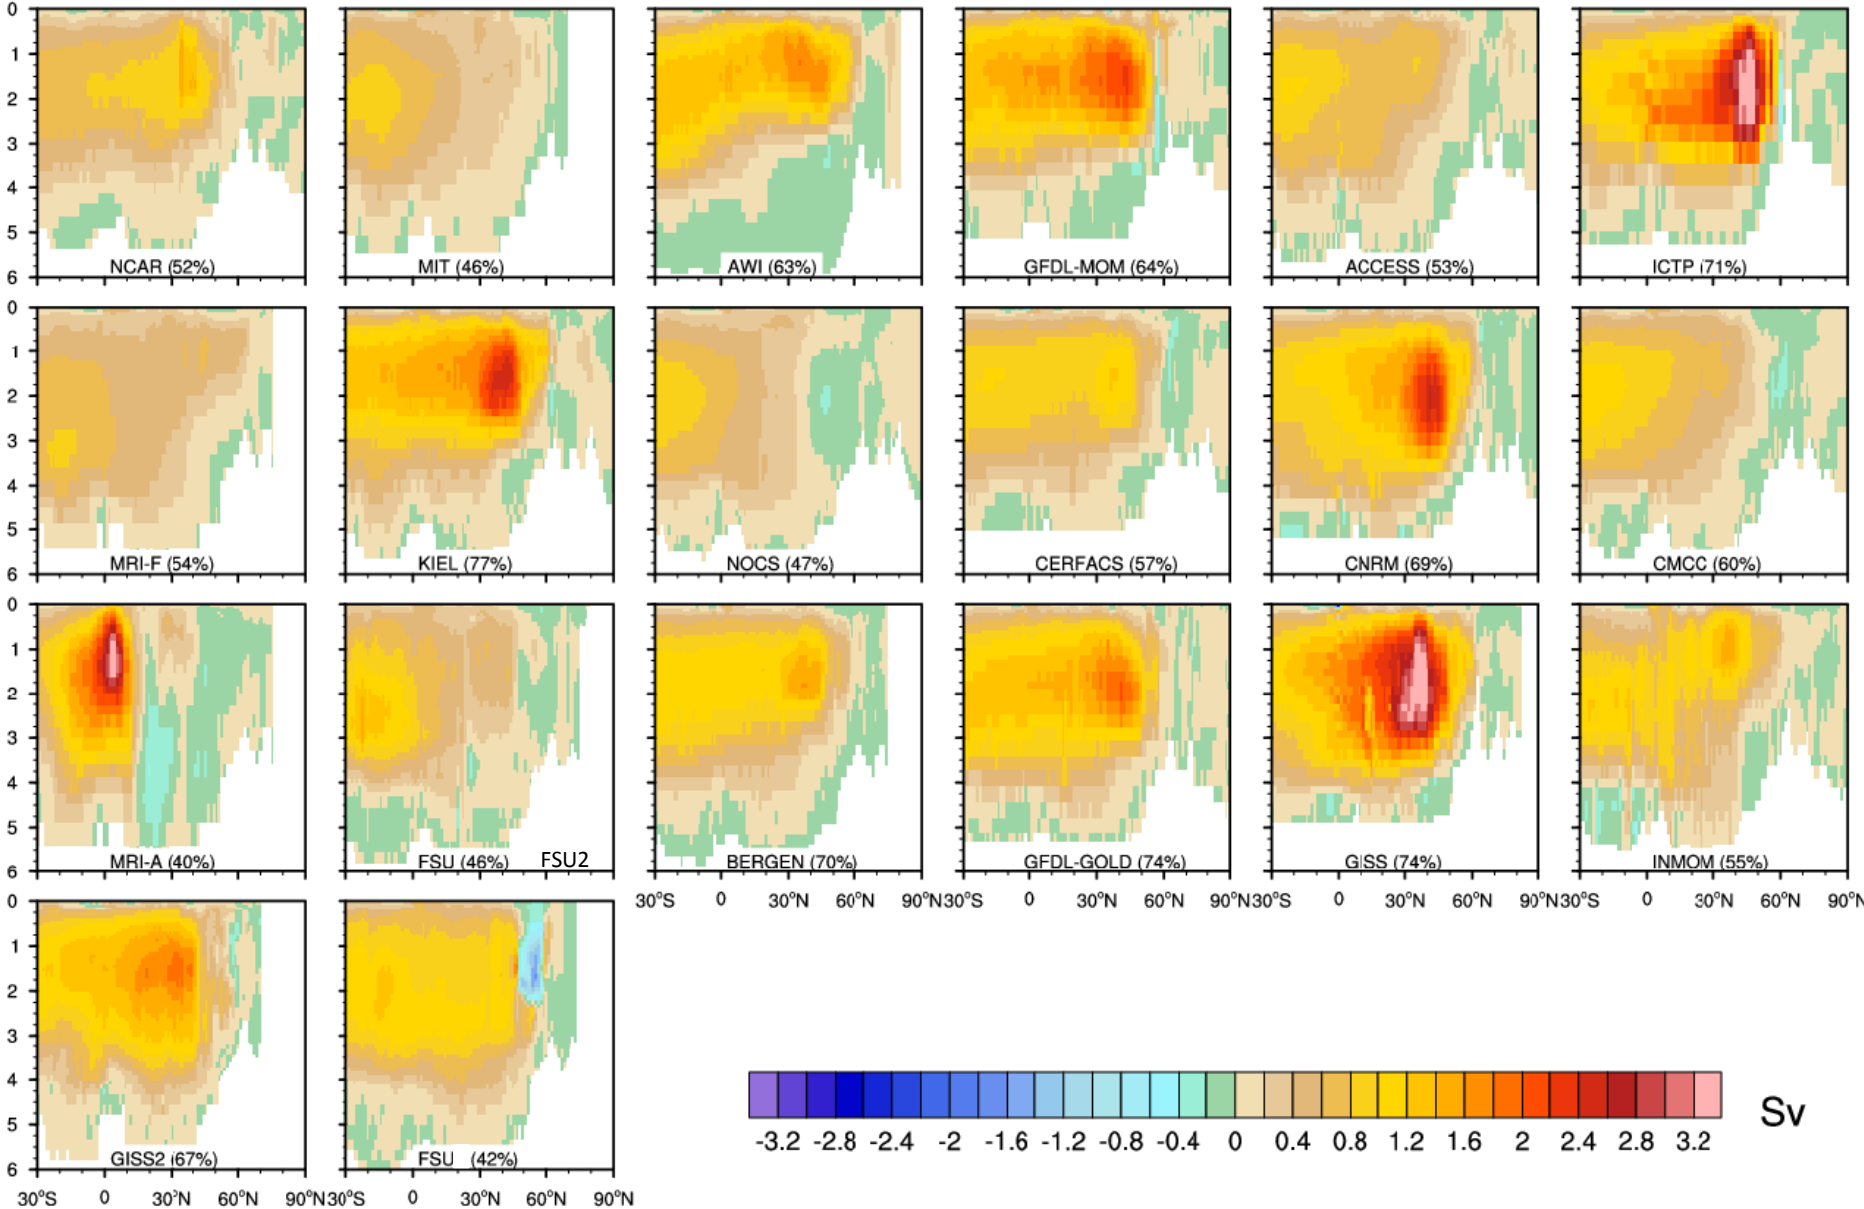 0
1
2
3
4
5
6
NCAR (52%)
MIT (46%)
AWI (63%)
GFDL-MOM (64%)
ACCESS (53%)
ICTP (71%)
0
1
2
3
4
5
6
MRI-F (54%)
KIEL (77%)
NOCS (47%)
CERFACS (57%)
CNRM (69%)
CMCC (60%)
0
1
2
3
4
5
6
MRI-A (40%)
FSU (46%) FSU2
BERGEN (70%)
GFDL-GOLD (74%)
GISS (74%)
INMOM (55%)
30°S 0 30°N 60°N 90°N30°S 0 30°N 60°N 90°N30°S 0 30°N 60°N 90°N30°S 0 30°N 60°N 90°N
0
1
2
3
4
5
6
GISS2 (67%)
FSU (42%)
30°S 0 30°N 60°N 90°N30°S 0 30°N 60°N 90°N
-3.2 -2.8 -2.4 -2 -1.6 -1.2 -0.8 -0.4 0 0.4 0.8 1.2 1.6 2 2.4 2.8 3.2
Sv